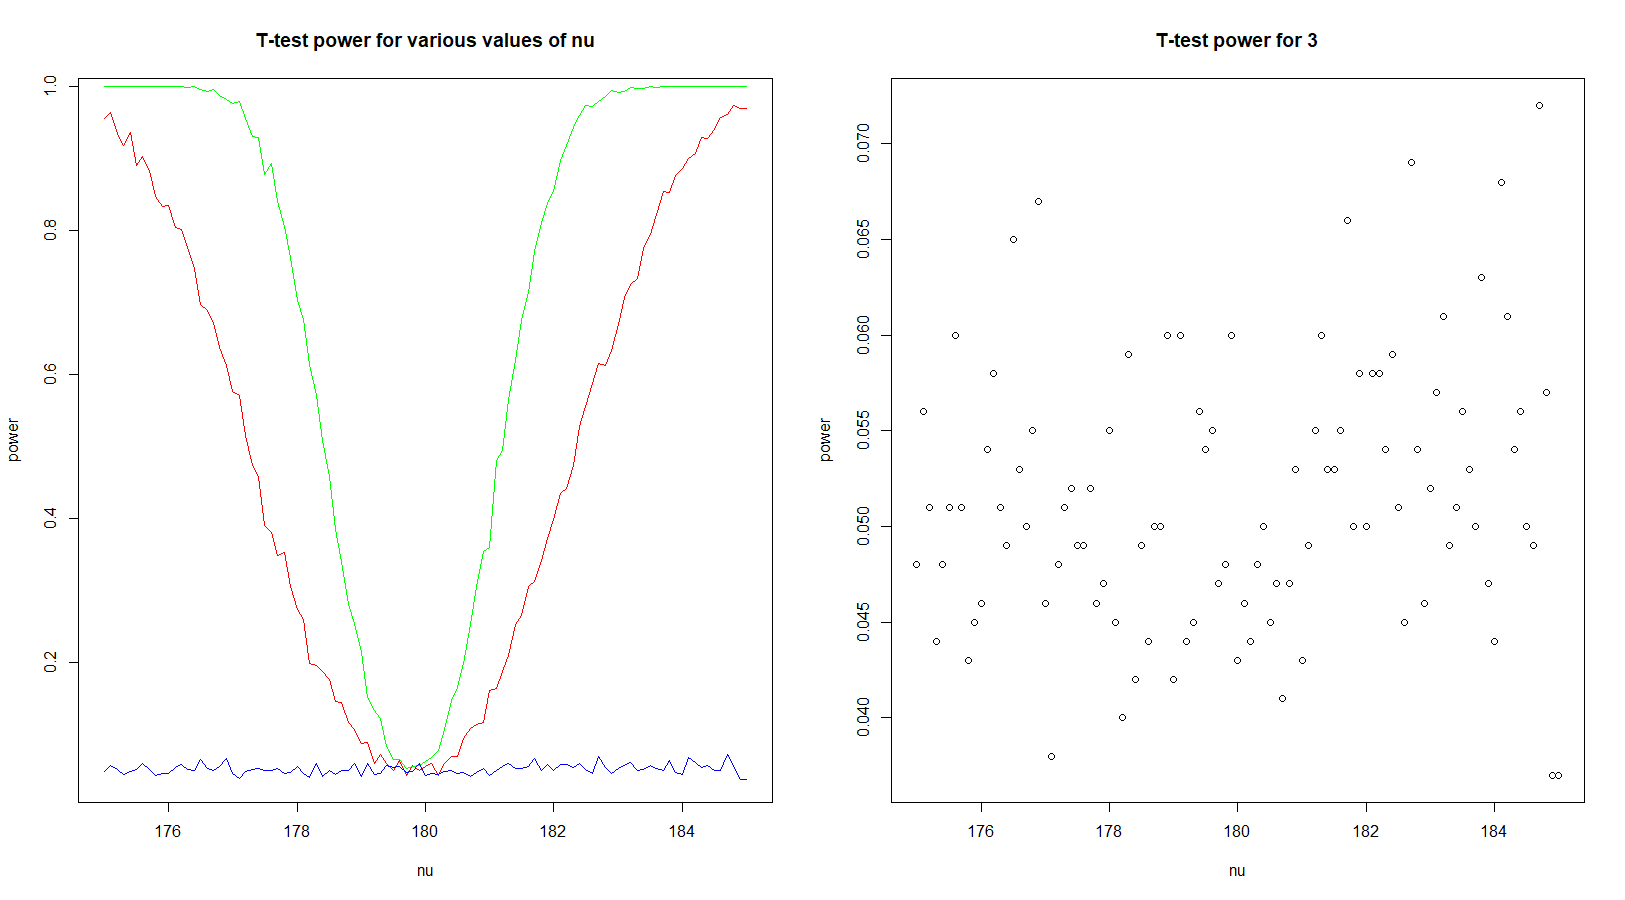 T-test power for various values of nu
power
1.0
0.8
0.6
0.4
0.2
176 178 180 182 184
nu
T-test power for 3
power
0.070
0.065
0.060
0.055
0.050
0.045
0.040
176 178 180 182 184
nu